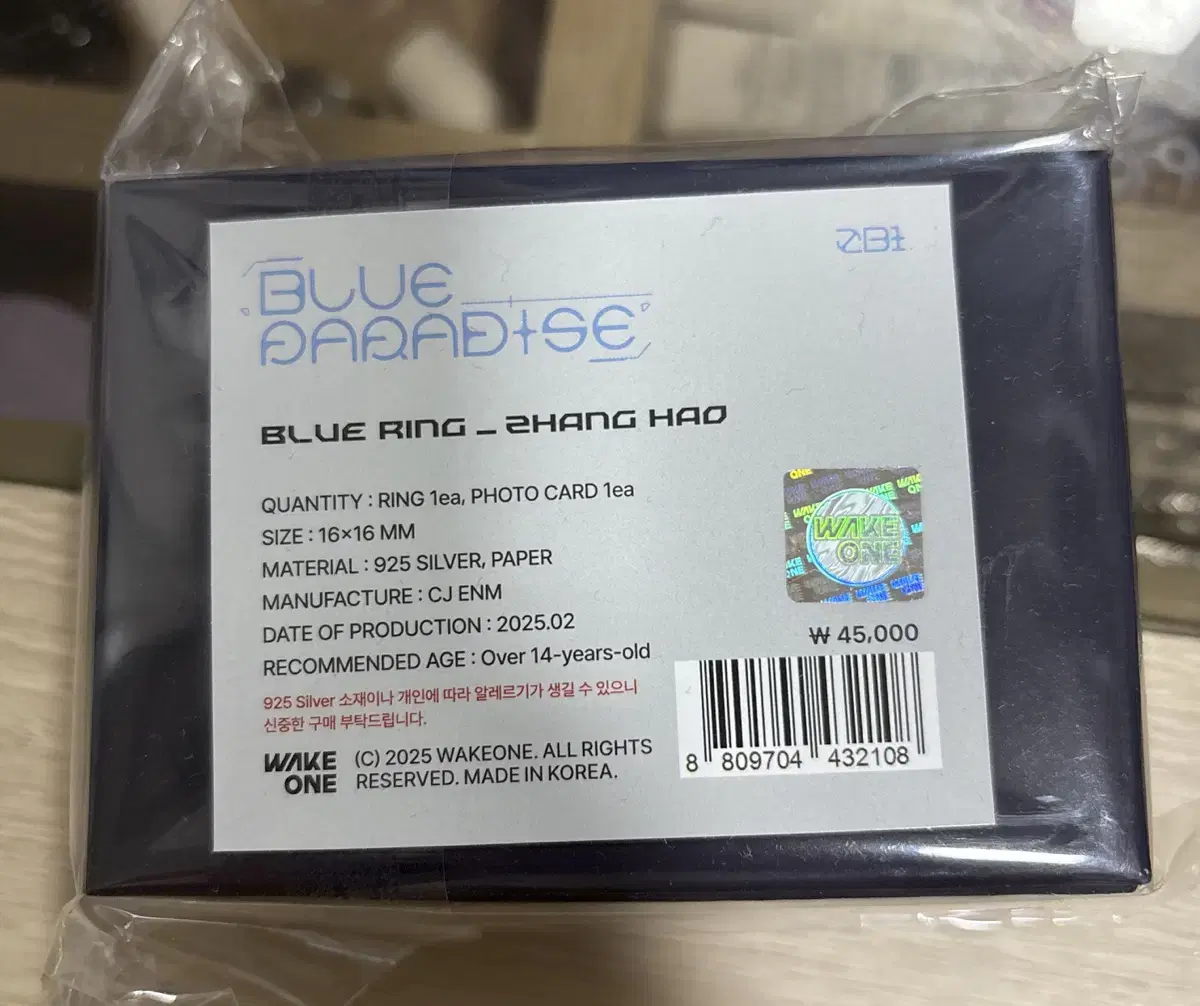 ZB1
BLUE
PARADISE
BLUE RING _ ZHANG HAO
QUANTITY : RING 1ea, PHOTO CARD 1ea
SIZE : 16×16 MM
MATERIAL : 925 SILVER, PAPER
MANUFACTURE : CJ ENM
DATE OF PRODUCTION : 2025.02
RECOMMENDED AGE : Over 14-years-old
925 Silver 소재이나 개인에 따라 알레르기가 생길 수 있으니
신중한 구매 부탁드립니다.
WAKE
ONE
(C) 2025 WAKEONE. ALL RIGHTS
RESERVED. MADE IN KOREA.
WAKE
ONE
₩ 45,000
8 809704 432108